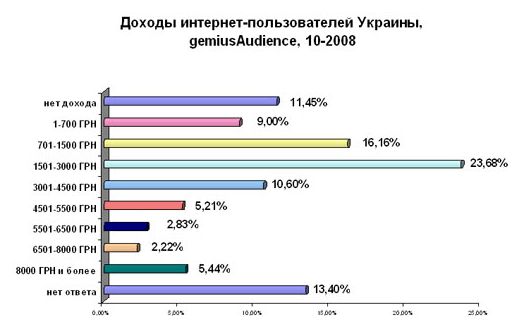 Доходы интернет-пользователей Украины,
gemiusAudience, 10-2008
нет дохода 11,45%
1-700 ГРН 9,00%
701-1500 ГРН 16,16%
1501-3000 ГРН 23,68%
3001-4500 ГРН 10,60%
4501-5500 ГРН 5,21%
5501-6500 ГРН 2,83%
6501-8000 ГРН 2,22%
8000 ГРН и более 5,44%
нет ответа 13,40%
0,00% 5,00% 10,00% 15,00% 20,00% 25,00%